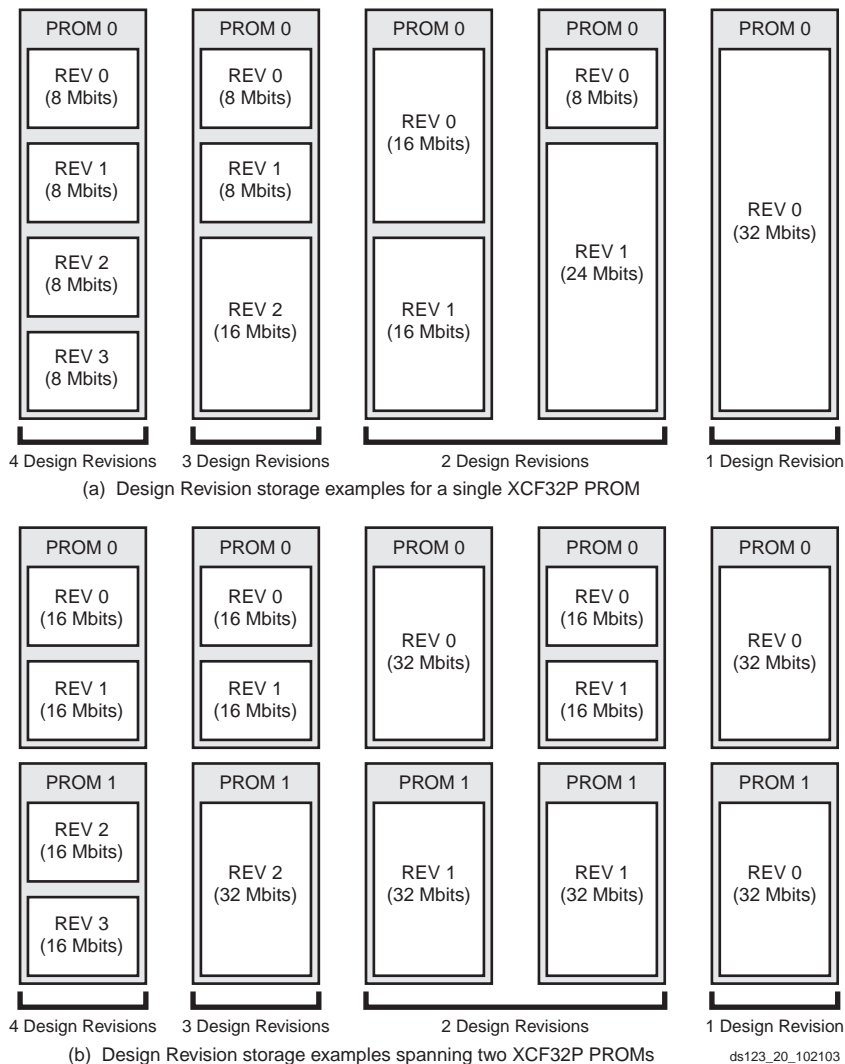 PROM 0
REV 0
(8 Mbits)
REV 1
(8 Mbits)
REV 2
(8 Mbits)
REV 3
(8 Mbits)
PROM 0
REV 0
(8 Mbits)
REV 1
(8 Mbits)
REV 2
(16 Mbits)
PROM 0
REV 0
(16 Mbits)
REV 1
(16 Mbits)
PROM 0
REV 0
(8 Mbits)
REV 1
(24 Mbits)
PROM 0
REV 0
(32 Mbits)
4 Design Revisions
3 Design Revisions
2 Design Revisions
1 Design Revision
(a) Design Revision storage examples for a single XCF32P PROM
PROM 0
REV 0
(16 Mbits)
REV 1
(16 Mbits)
PROM 0
REV 0
(16 Mbits)
REV 1
(16 Mbits)
PROM 0
REV 0
(32 Mbits)
PROM 0
REV 0
(16 Mbits)
REV 1
(16 Mbits)
PROM 0
REV 0
(32 Mbits)
PROM 1
REV 2
(16 Mbits)
REV 3
(16 Mbits)
PROM 1
REV 2
(32 Mbits)
PROM 1
REV 1
(32 Mbits)
PROM 1
REV 1
(32 Mbits)
PROM 1
REV 0
(32 Mbits)
4 Design Revisions
3 Design Revisions
2 Design Revisions
1 Design Revision
(b) Design Revision storage examples spanning two XCF32P PROMs
ds123_20_102103